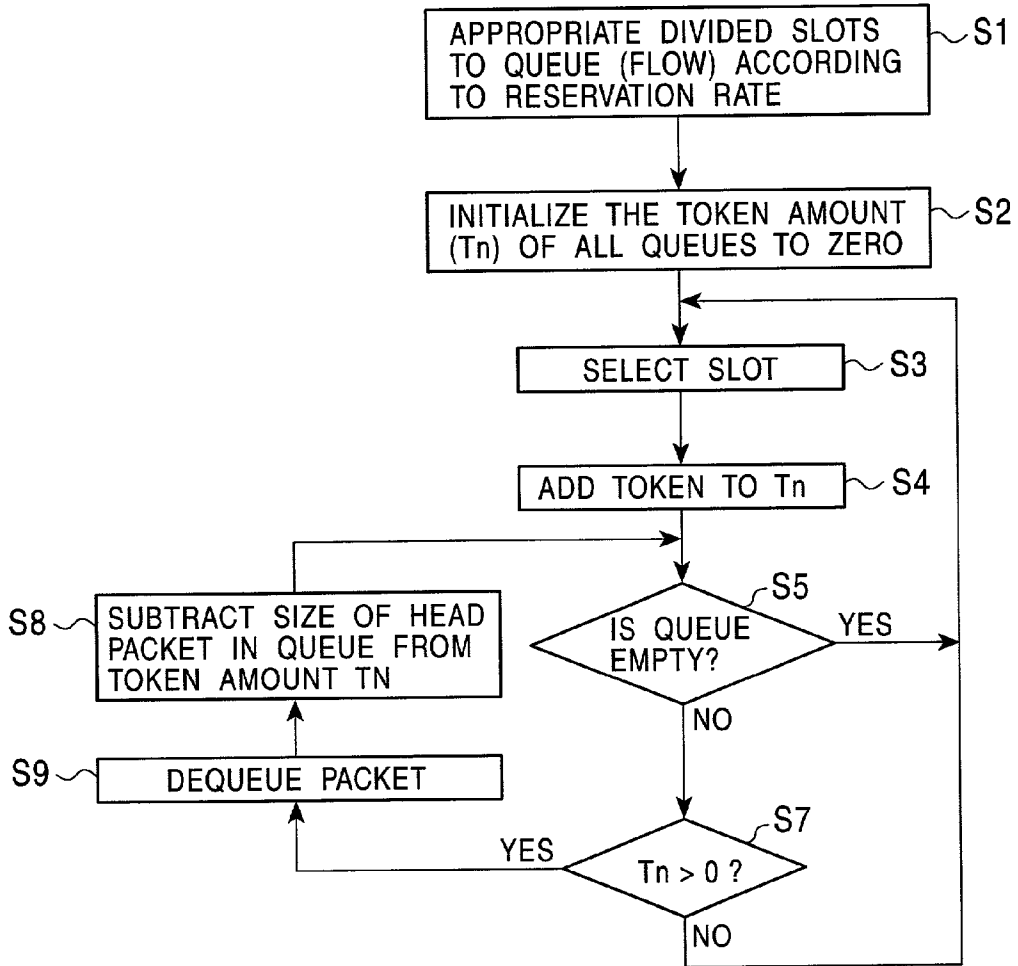 APPROPRIATE DIVIDED SLOTS
TO QUEUE (FLOW) ACCORDING
TO RESERVATION RATE
S1
INITIALIZE THE TOKEN AMOUNT
(Tn) OF ALL QUEUES TO ZERO
S2
SELECT SLOT
S3
ADD TOKEN TO Tn
S4
S5
IS QUEUE
EMPTY?
YES
NO
S8
SUBTRACT SIZE OF HEAD
PACKET IN QUEUE FROM
TOKEN AMOUNT TN
S9
DEQUEUE PACKET
S7
Tn > 0 ?
YES
NO